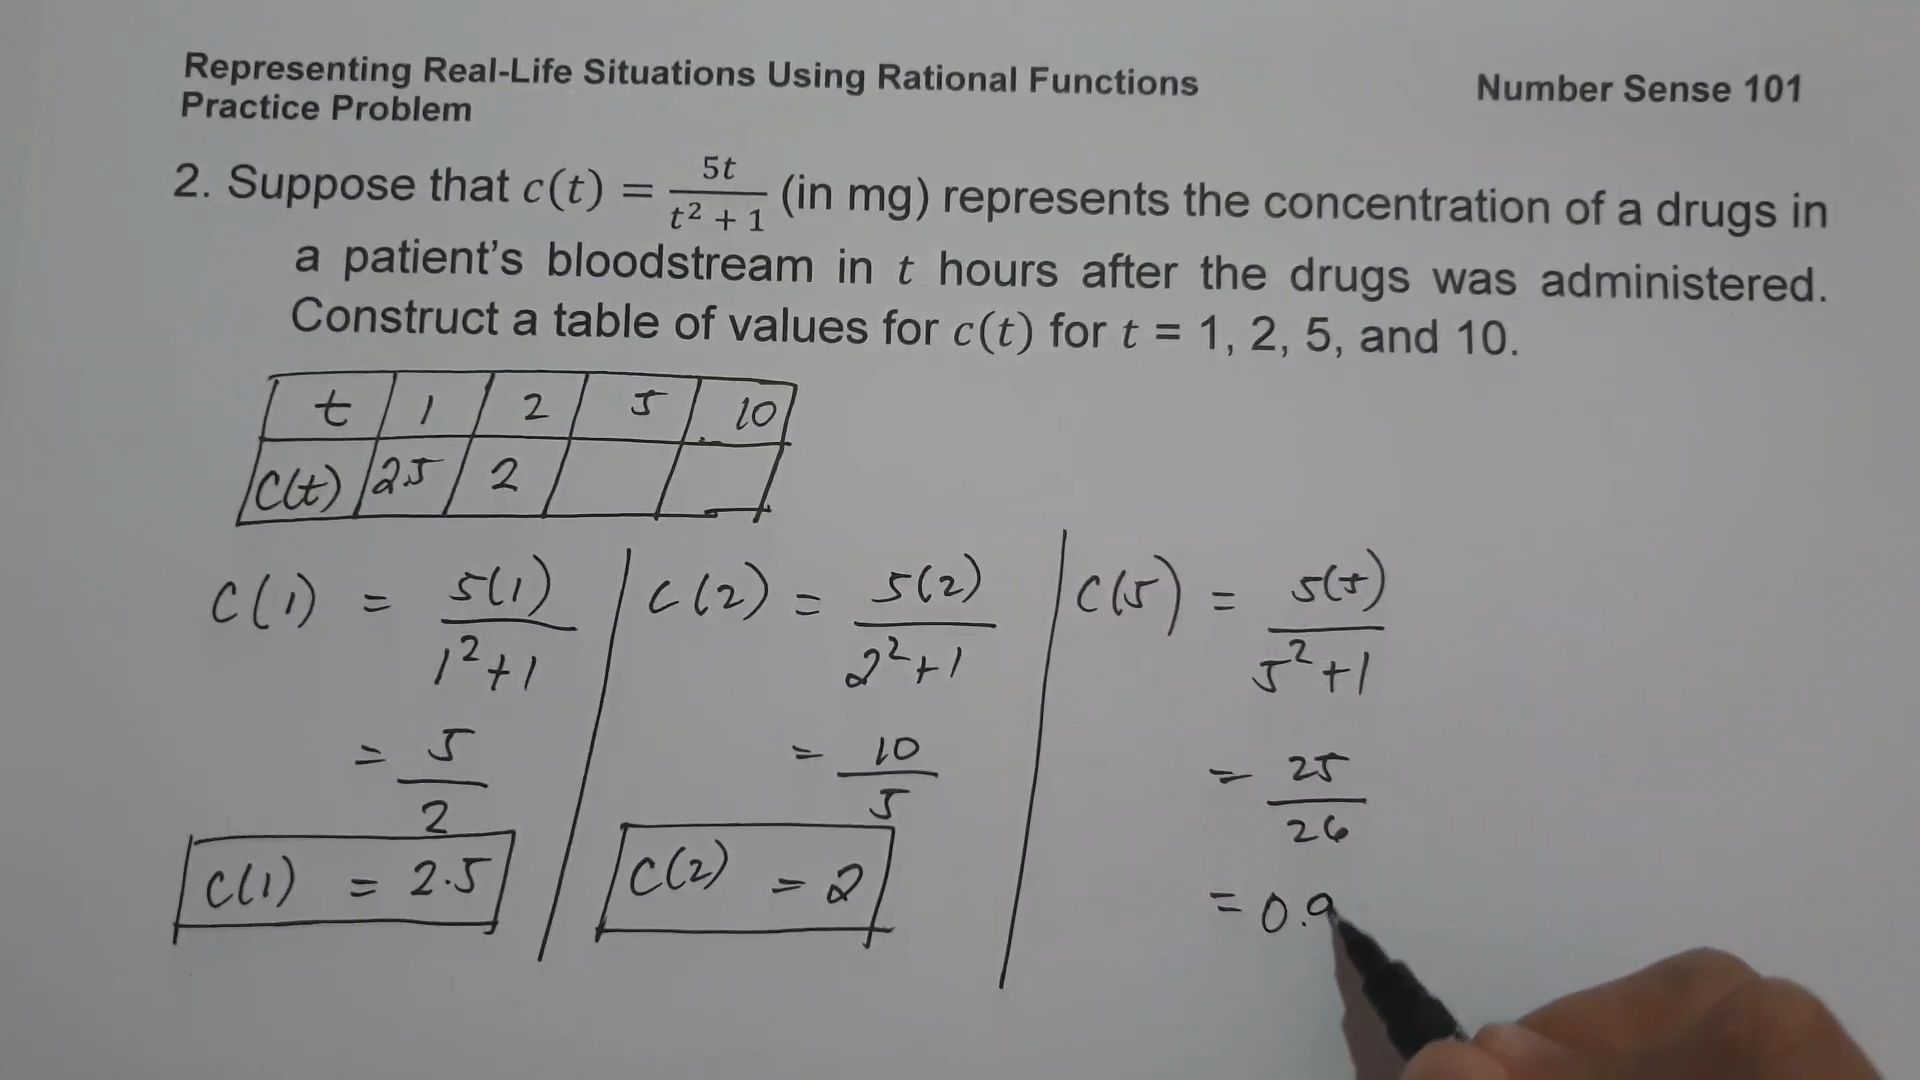 Representing Real-Life Situations Using Rational Functions Number Sense 101
Practice Problem
2. Suppose that c(t) = 5t / t² + 1 (in mg) represents the concentration of a drugs in
a patient's bloodstream in t hours after the drugs was administered.
Construct a table of values for c(t) for t = 1, 2, 5, and 10.
t 1 2 5 10
C(t) 2.5 2
C(1) = 5(1) / 1² + 1
= 5 / 2
C(1) = 2.5
C(2) = 5(2) / 2² + 1
= 10 / 5
C(2) = 2
C(5) = 5(5) / 5² + 1
= 25 / 26
= 0.9